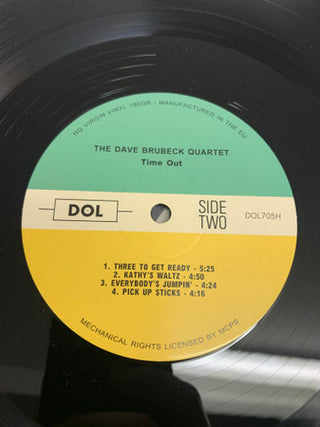 HQ VIRGIN VINYL 180GR - MANUFACTURED IN THE EU
THE DAVE BRUBECK QUARTET
Time Out
DOL
SIDE
TWO
DOL705H
1. THREE TO GET READY - 5:25
2. KATHY'S WALTZ - 4:50
3. EVERYBODY'S JUMPIN' - 4:24
4. PICK UP STICKS - 4:16
MECHANICAL RIGHTS LICENSED BY MCPS